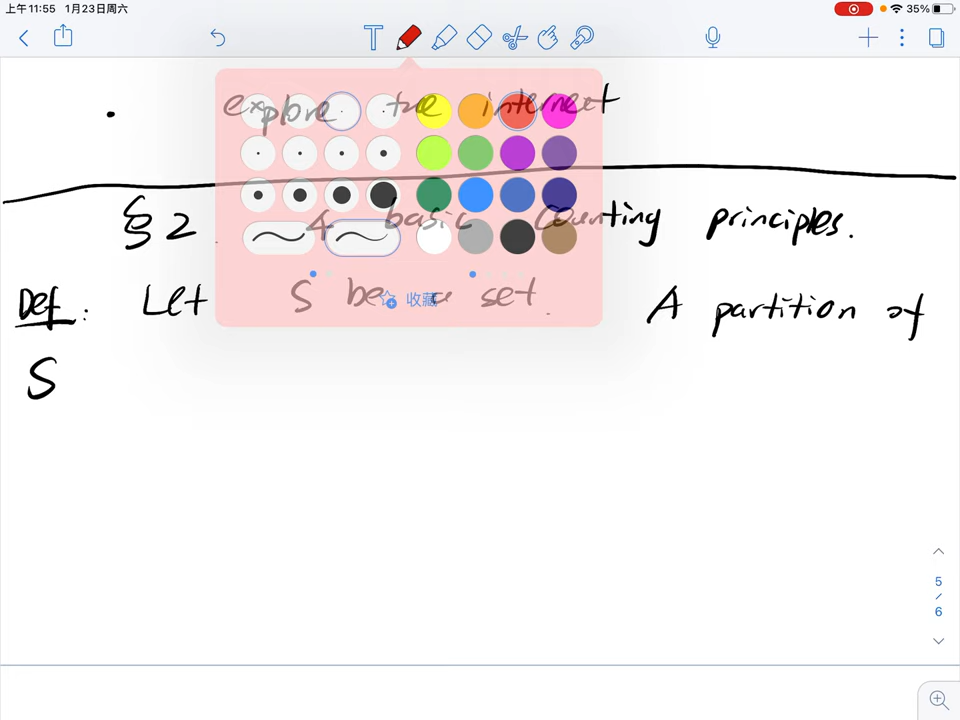 上午11:55 1月23日周六
35%
explore the internet
§2. 4 basic counting principles.
Def: Let S be a set. A partition of
S
收藏
5
/
6